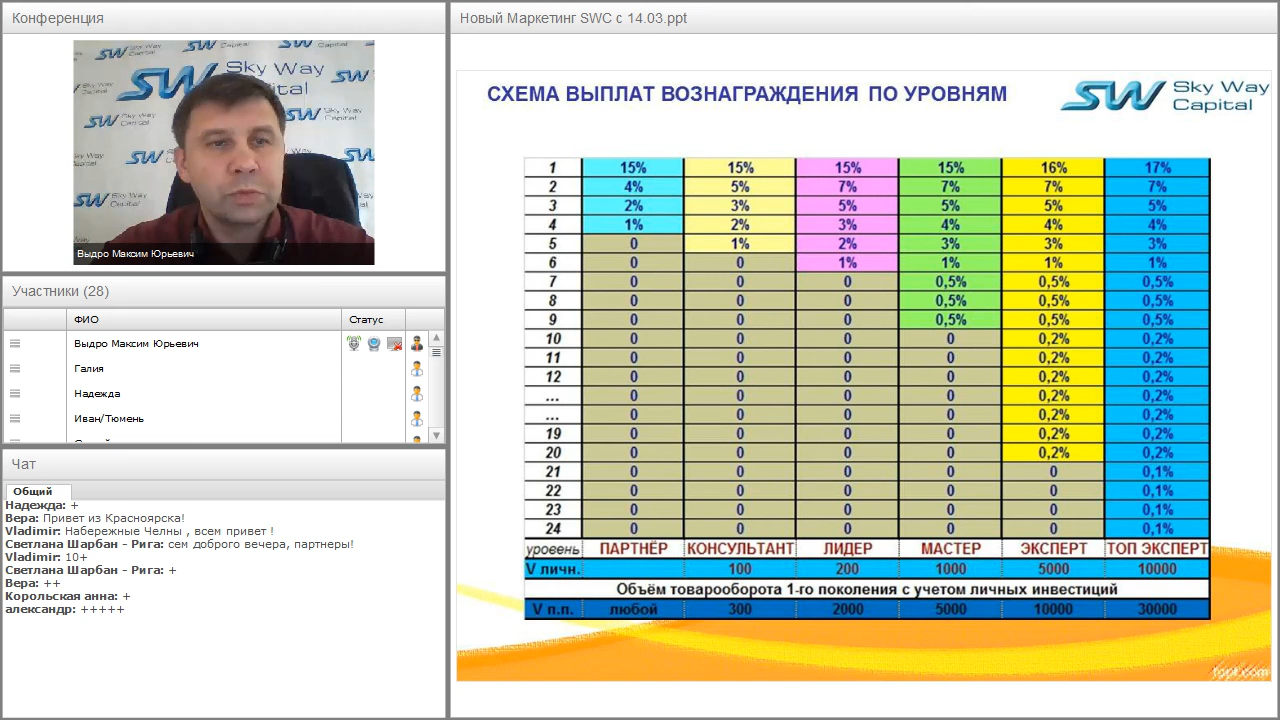 Конференция
Sky Way
Capital
Выдро Максим Юрьевич
Участники (28)
ФИО Статус
Выдро Максим Юрьевич
Галия
Надежда
Иван/Тюмень
Чат
Общий
Надежда: +
Вера: Привет из Красноярска!
Vladimir: Набережные Челны , всем привет !
Светлана Шарбан - Рига: сем доброго вечера, партнеры!
Vladimir: 10+
Светлана Шарбан - Рига: +
Вера: ++
Корольская анна: +
александр: +++++
Новый Маркетинг SWC с 14.03.ppt
СХЕМА ВЫПЛАТ ВОЗНАГРАЖДЕНИЯ ПО УРОВНЯМ
SW Sky Way
Capital
1 15% 15% 15% 15% 16% 17%
2 4% 5% 7% 7% 7% 7%
3 2% 3% 5% 5% 5% 5%
4 1% 2% 3% 4% 4% 4%
5 0 1% 2% 3% 3% 3%
6 0 0 1% 1% 1% 1%
7 0 0 0 0,5% 0,5% 0,5%
8 0 0 0 0,5% 0,5% 0,5%
9 0 0 0 0,5% 0,5% 0,5%
10 0 0 0 0 0,2% 0,2%
11 0 0 0 0 0,2% 0,2%
12 0 0 0 0 0,2% 0,2%
... 0 0 0 0 0,2% 0,2%
... 0 0 0 0 0,2% 0,2%
19 0 0 0 0 0,2% 0,2%
20 0 0 0 0 0,2% 0,2%
21 0 0 0 0 0 0,1%
22 0 0 0 0 0 0,1%
23 0 0 0 0 0 0,1%
24 0 0 0 0 0 0,1%
уровень ПАРТНЁР КОНСУЛЬТАНТ ЛИДЕР МАСТЕР ЭКСПЕРТ ТОП ЭКСПЕРТ
V личн. 100 200 1000 5000 10000
Объём товарооборота 1-го поколения с учетом личных инвестиций
V п.п. любой 300 2000 5000 10000 30000
fppt.com